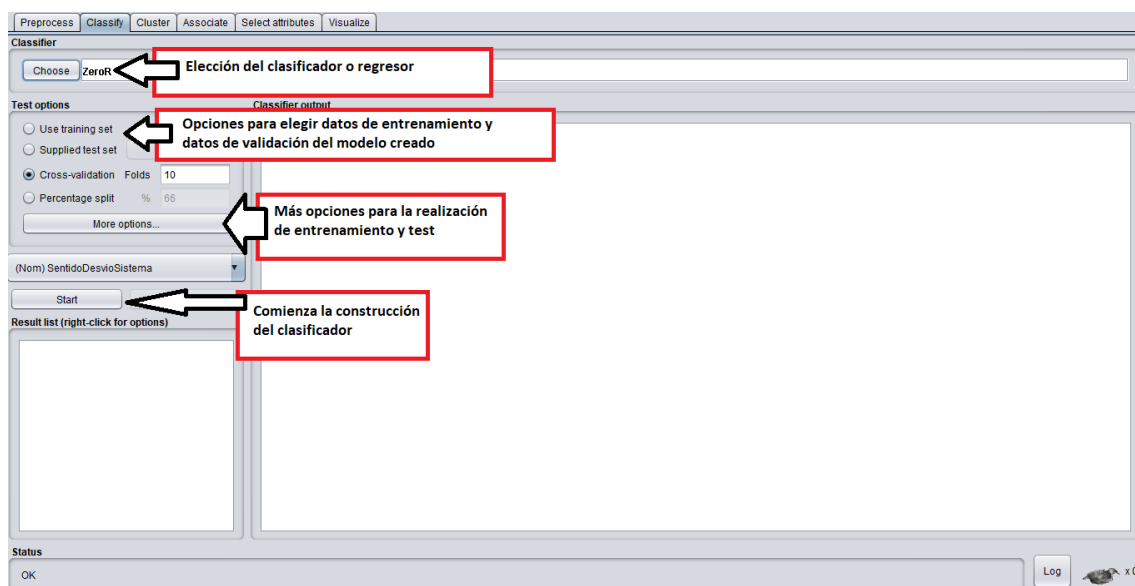 Preprocess Classify Cluster Associate Select attributes Visualize
Classifier
Choose ZeroR
Elección del clasificador o regresor
Test options
Classifier output
Use training set
Opciones para elegir datos de entrenamiento y
datos de validación del modelo creado
Supplied test set
Cross-validation Folds 10
Percentage split % 66
More options...
Más opciones para la realización
de entrenamiento y test
(Nom) SentidoDesvioSistema
Start
Comienza la construcción
del clasificador
Result list (right-click for options)
Status
OK
Log
x 0